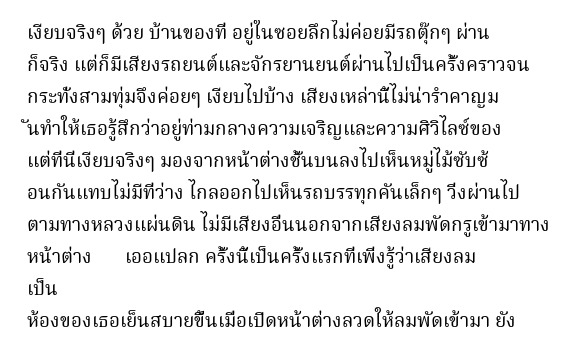 เงียบจริงๆ ด้วย บ้านของที อยู่ในซอยลึกไม่ค่อยมีรถตุ๊กๆ ผ่าน
ก็จริง แต่ก็มีเสียงรถยนต์และจักรยานยนต์ผ่านไปเป็นครั้งคราวจน
กระทั่งสามทุ่มจึงค่อยๆ เงียบไปบ้าง เสียงเหล่านี้ไม่น่ารำคาญม
ันทำให้เธอรู้สึกว่าอยู่ท่ามกลางความเจริญและความศิวิไลซ์ของ
แต่ที่นี่เงียบจริงๆ มองจากหน้าต่างชั้นบนลงไปเห็นหมู่ไม้ซับซ้
อนกันแทบไม่มีที่ว่าง ไกลออกไปเห็นรถบรรทุกคันเล็กๆ วิ่งผ่านไป
ตามทางหลวงแผ่นดิน ไม่มีเสียงอื่นนอกจากเสียงลมพัดกรูเข้ามาทาง
หน้าต่าง เออแปลก ครั้งนี้เป็นครั้งแรกที่เพิ่งรู้ว่าเสียงลม
เป็น
ห้องของเธอเย็นสบายขึ้นเมื่อเปิดหน้าต่างลวดให้ลมพัดเข้ามา ยัง